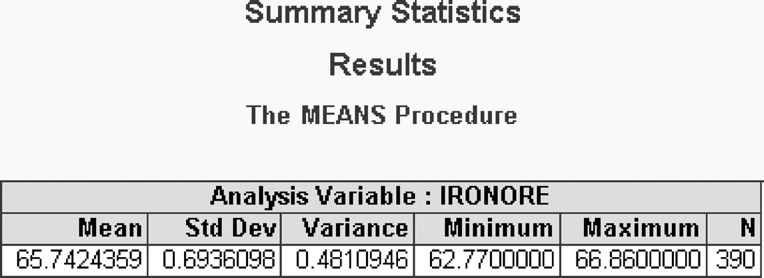 Summary Statistics
Results
The MEANS Procedure
Analysis Variable : IRONORE
Mean Std Dev Variance Minimum Maximum N
65.7424359 0.6936098 0.4810946 62.7700000 66.8600000 390